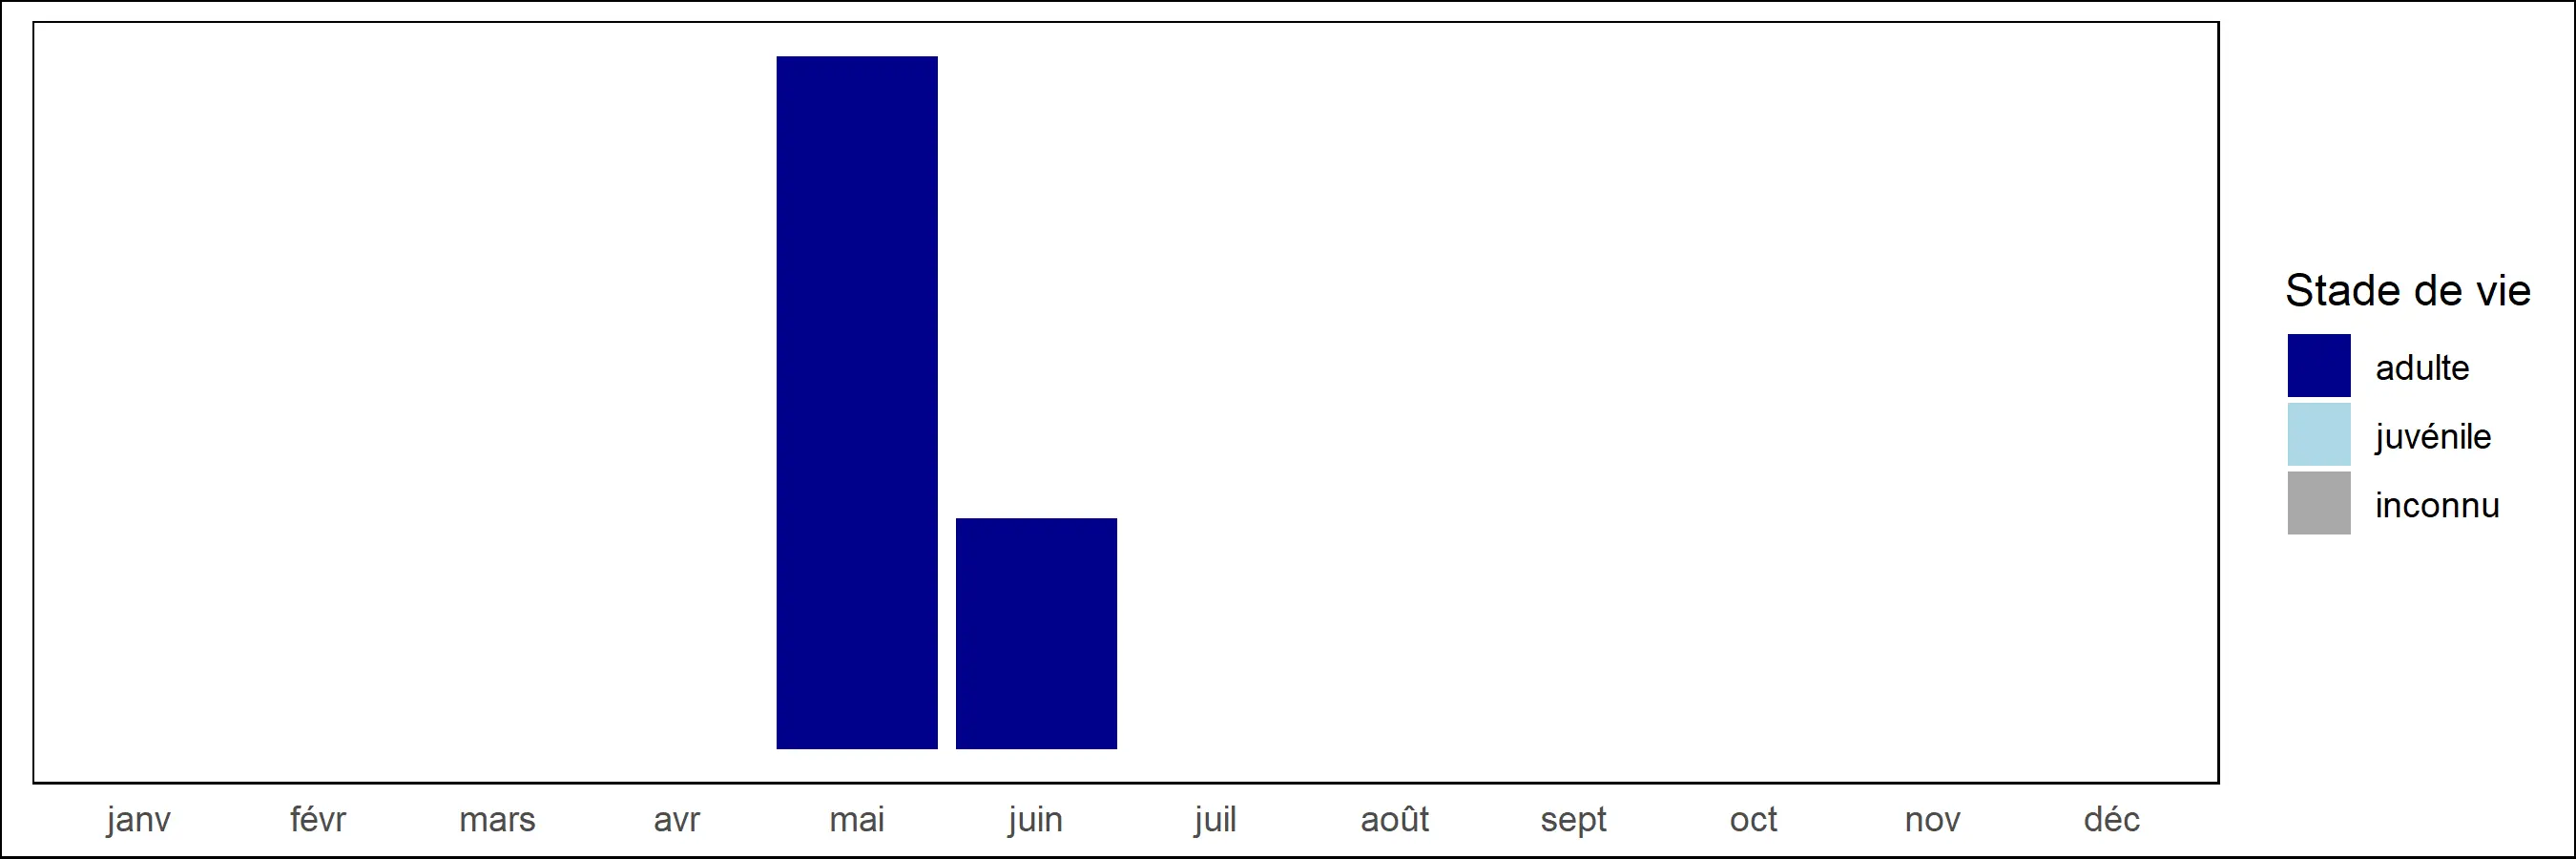 Stade de vie
adulte
juvénile
inconnu
janv févr mars avr mai juin juil août sept oct nov déc